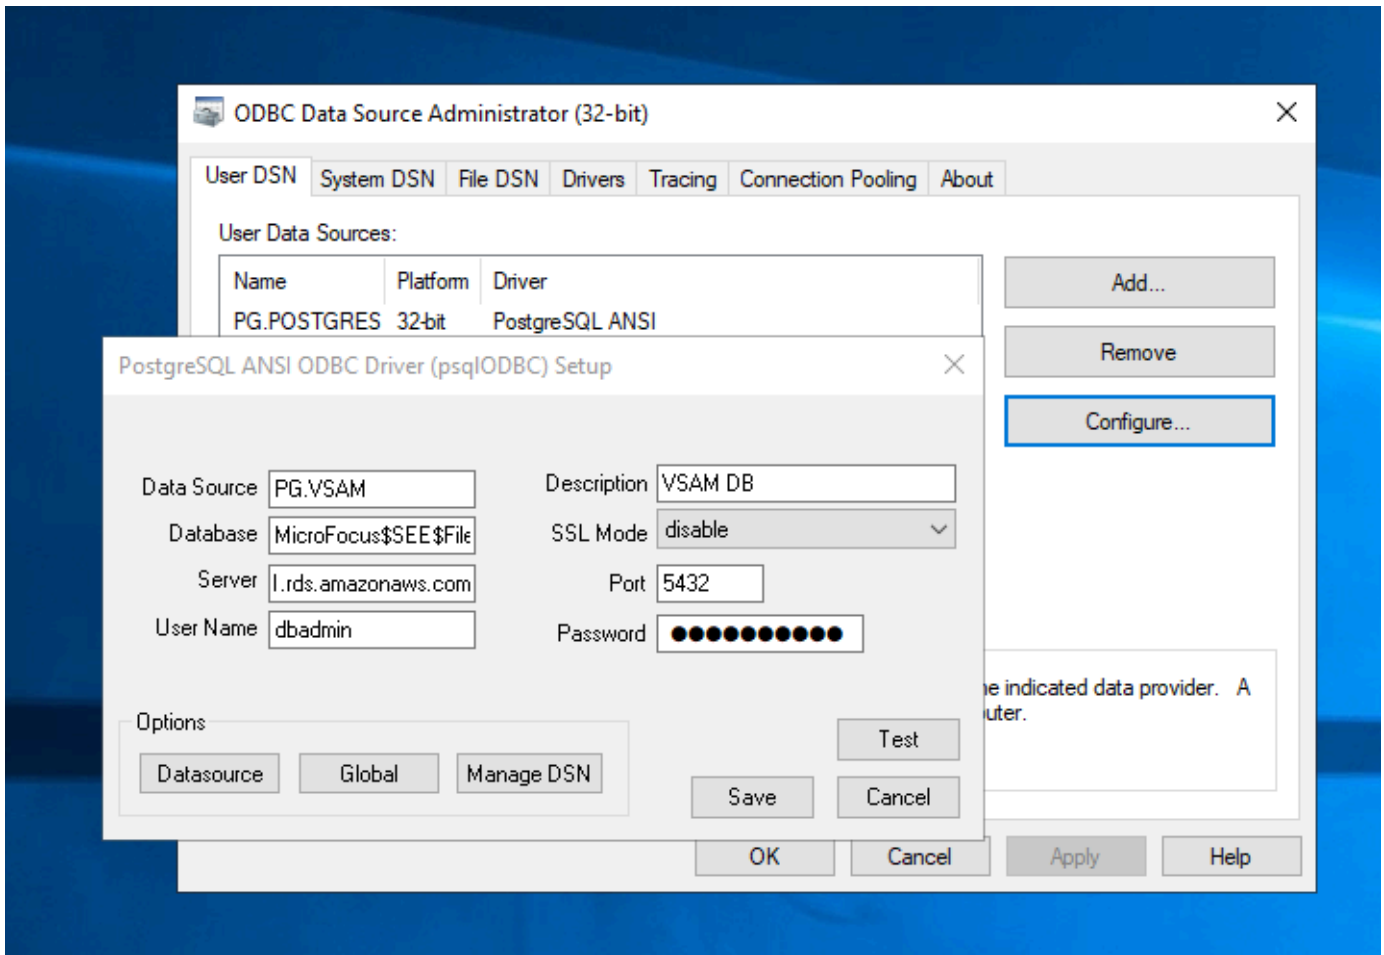 ODBC Data Source Administrator (32-bit)
User DSN System DSN File DSN Drivers Tracing Connection Pooling About
User Data Sources:
Name Platform Driver
PG.POSTGRES 32-bit PostgreSQL ANSI
Add...
Remove
Configure...
PostgreSQL ANSI ODBC Driver (psqlODBC) Setup
Data Source PG.VSAM
Description VSAM DB
Database MicroFocus$SEE$File
SSL Mode disable
Server l.rds.amazonaws.com
Port 5432
User Name dbadmin
Password ●●●●●●●●●●
indicated data provider. A
Options
Datasource Global Manage DSN
Test
Save Cancel
OK Cancel Apply Help